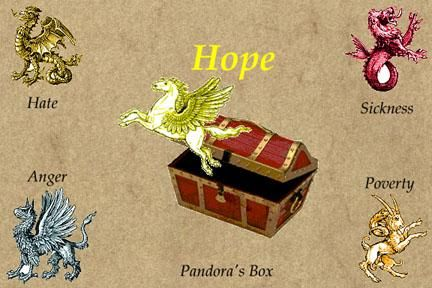 Hope
Hate
Sickness
Anger
Poverty
Pandora's Box